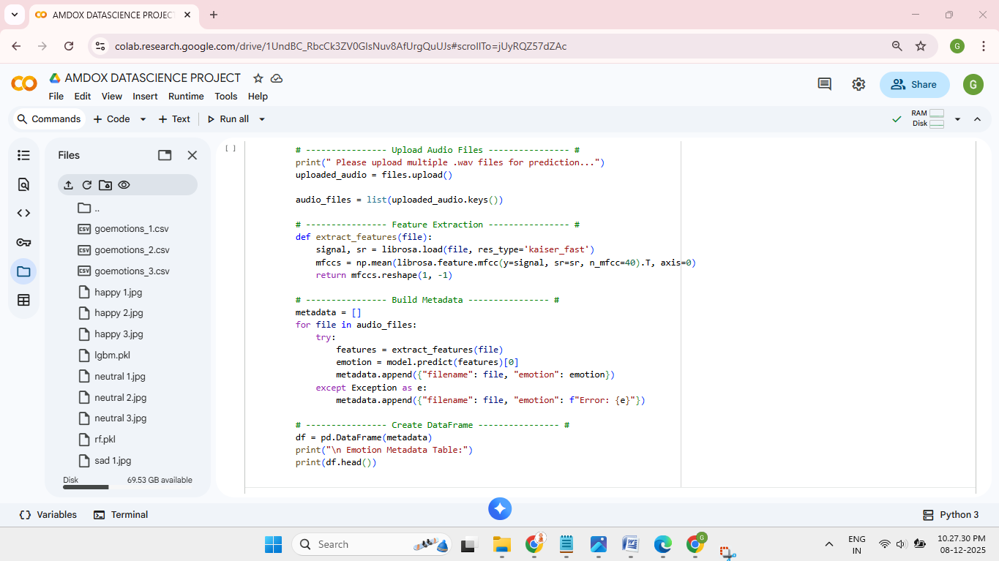 AMDOX DATASCIENCE PROJECT
colab.research.google.com/drive/1UndBC_RbcCk3ZV0GIsNuv8AfUrgQuUJs#scrollTo=jUyRQZ57dZAc
G
CO
AMDOX DATASCIENCE PROJECT
File Edit View Insert Runtime Tools Help
Share
G
Commands + Code + Text Run all
RAM
Disk
Files
..
goemotions_1.csv
goemotions_2.csv
goemotions_3.csv
happy 1.jpg
happy 2.jpg
happy 3.jpg
lgbm.pkl
neutral 1.jpg
neutral 2.jpg
neutral 3.jpg
rf.pkl
sad 1.jpg
Disk 69.53 GB available
[ ]
# ---------------- Upload Audio Files ---------------- #
print(" Please upload multiple .wav files for prediction...")
uploaded_audio = files.upload()
audio_files = list(uploaded_audio.keys())
# ---------------- Feature Extraction ---------------- #
def extract_features(file):
    signal, sr = librosa.load(file, res_type='kaiser_fast')
    mfccs = np.mean(librosa.feature.mfcc(y=signal, sr=sr, n_mfcc=40).T, axis=0)
    return mfccs.reshape(1, -1)
# ---------------- Build Metadata ---------------- #
metadata = []
for file in audio_files:
    try:
        features = extract_features(file)
        emotion = model.predict(features)[0]
        metadata.append({"filename": file, "emotion": emotion})
    except Exception as e:
        metadata.append({"filename": file, "emotion": f"Error: {e}"})
# ---------------- Create DataFrame ---------------- #
df = pd.DataFrame(metadata)
print("\n Emotion Metadata Table:")
print(df.head())
Variables Terminal
Python 3
Search
ENG
IN
10.27.30 PM
08-12-2025